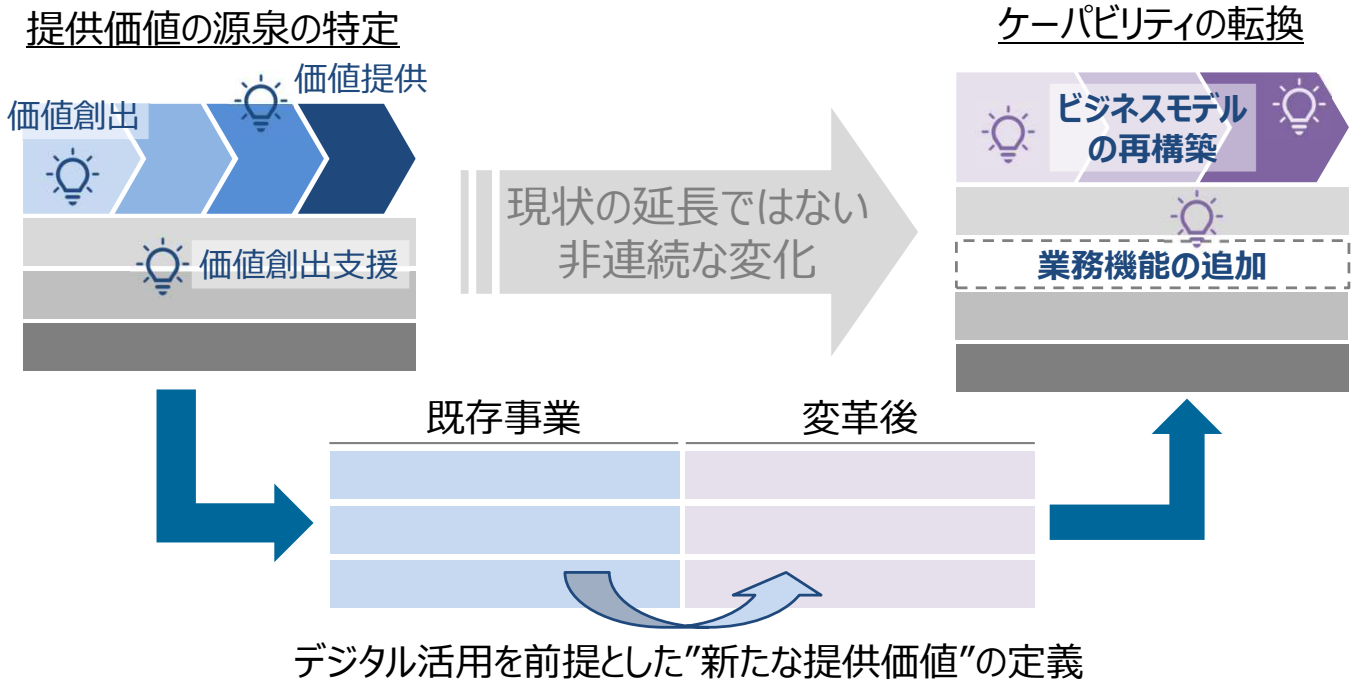 提供価値の源泉の特定
価値創出
価値提供
価値創出支援
現状の延長ではない
非連続な変化
ケーパビリティの転換
ビジネスモデル
の再構築
業務機能の追加
既存事業
変革後
デジタル活用を前提とした”新たな提供価値”の定義